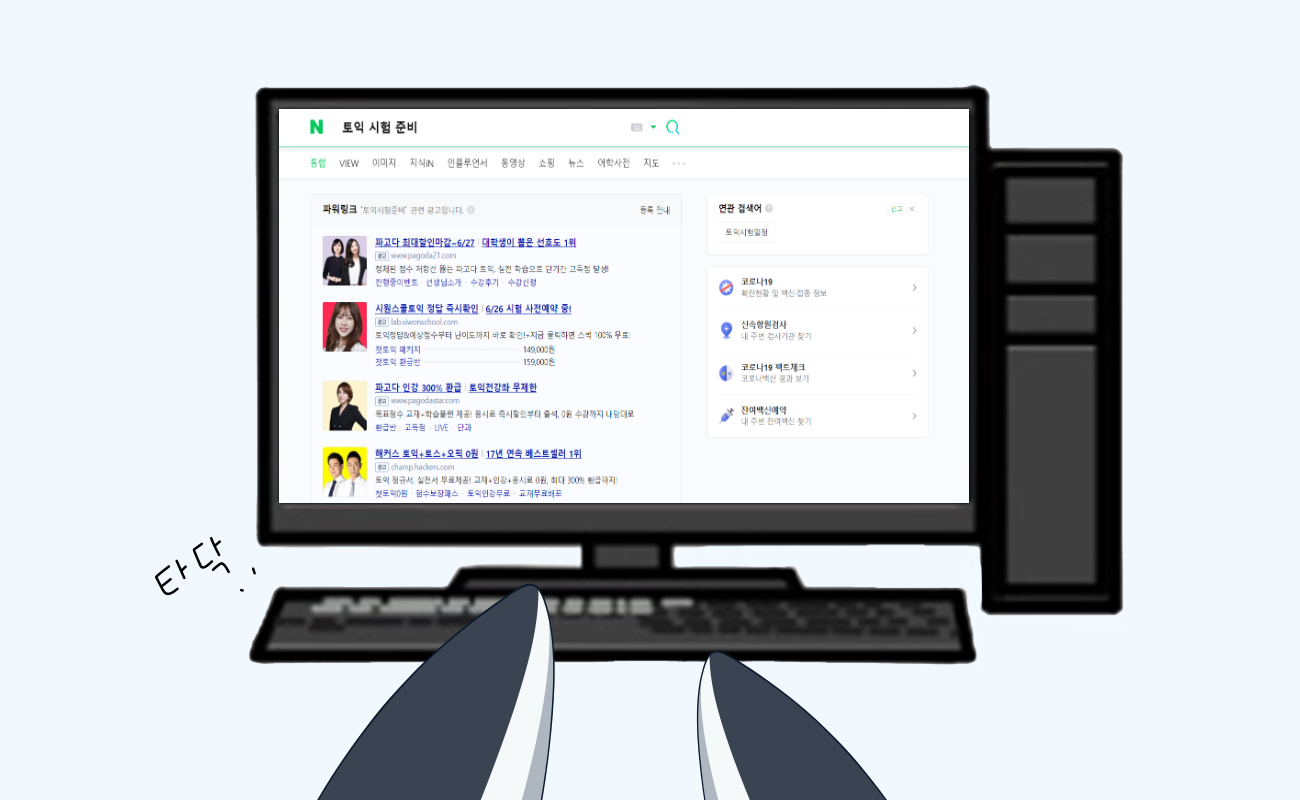 N 토익 시험 준비
통합 VIEW 이미지 지식iN 인플루언서 동영상 쇼핑 뉴스 어학사전 지도
파워링크 '토익시험준비' 관련 광고입니다. 등록 안내
파고다 최대할인마감~6/27 대학생이 뽑은 선호도 1위
광고 www.pagoda21.com
정체된 점수 저항선 뚫는 파고다 토익, 실전 학습으로 단기간 고득점 달성!
진행중이벤트 · 선생님소개 · 수강후기 · 수강신청
시원스쿨토익 정답 즉시확인 6/26 시험 사전예약 중!
광고 lab.siwonschool.com
토익정답&예상점수부터 난이도까지 바로 확인!+지금 클릭하면 스벅 100% 무료!
첫토익 패키지 149,000원
첫토익 환급반 159,000원
파고다 인강 300% 환급 토익전강좌 무제한
광고 www.pagodastar.com
목표점수 교재+학습플랜 제공! 응시료 즉시할인부터 출석, 0원 수강까지 내맘대로
환급반 · 고득점 · LIVE · 단과
해커스 토익+토스+오픽 0원 17년 연속 베스트셀러 1위
광고 champ.hackers.com
토익 정규서, 실전서 무료제공! 교재+인강+응시료 0원, 최대 300% 환급까지!
첫토익0원 · 점수보장패스 · 토익인강무료 · 교재무료배포
연관 검색어 신고 ×
토익시험일정
코로나19
확진현황 및 백신·접종 정보
신속항원검사
내 주변 검사기관 찾기
코로나19 팩트체크
코로나백신 결과 보기
잔여백신예약
내 주변 잔여백신 찾기
타닥